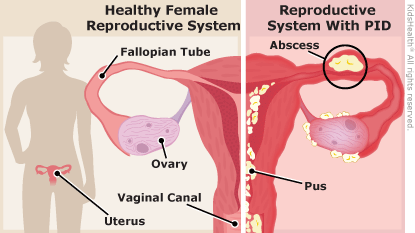 Healthy Female
Reproductive System
Reproductive
System With PID
Fallopian Tube
Abscess
Ovary
Pus
Vaginal Canal
Uterus
KidsHealth® All rights reserved.